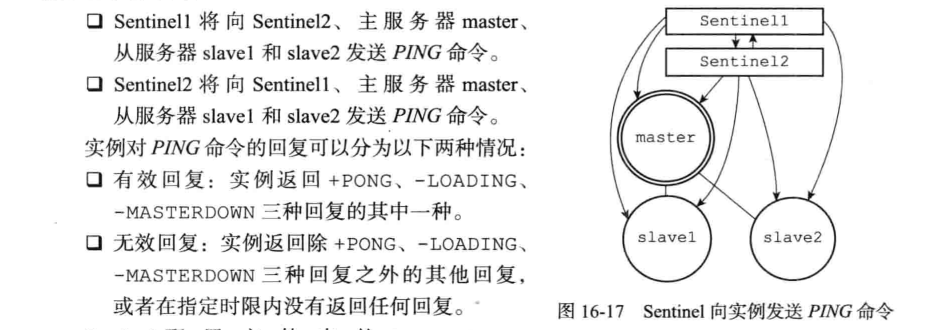 ❑ Sentinel1 将向 Sentinel2、主服务器 master、
从服务器 slave1 和 slave2 发送 PING 命令。
❑ Sentinel2 将向 Sentinel1、主服务器 master、
从服务器 slave1 和 slave2 发送 PING 命令。
实例对 PING 命令的回复可以分为以下两种情况：
❑ 有效回复：实例返回 +PONG、-LOADING、
-MASTERDOWN 三种回复的其中一种。
❑ 无效回复：实例返回除 +PONG、-LOADING、
-MASTERDOWN 三种回复之外的其他回复，
或者在指定时限内没有返回任何回复。
Sentinel1
Sentinel2
master
slave1
slave2
图 16-17 Sentinel 向实例发送 PING 命令